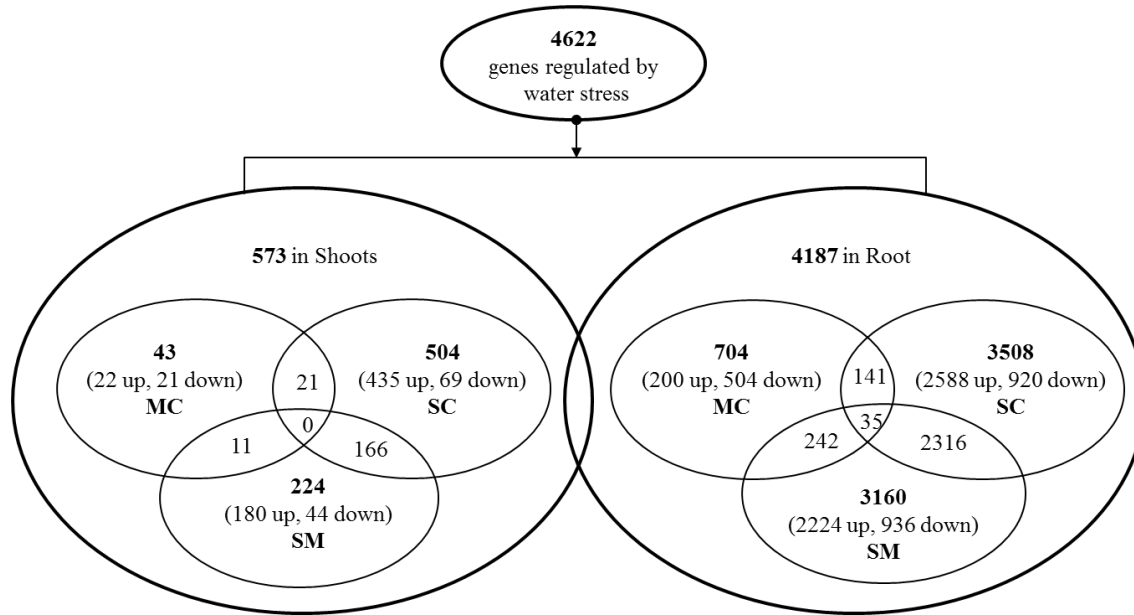 4622
genes regulated by
water stress
573 in Shoots
43
(22 up, 21 down)
MC
21
504
(435 up, 69 down)
SC
0
11
166
224
(180 up, 44 down)
SM
4187 in Root
704
(200 up, 504 down)
MC
141
3508
(2588 up, 920 down)
SC
35
242
2316
3160
(2224 up, 936 down)
SM